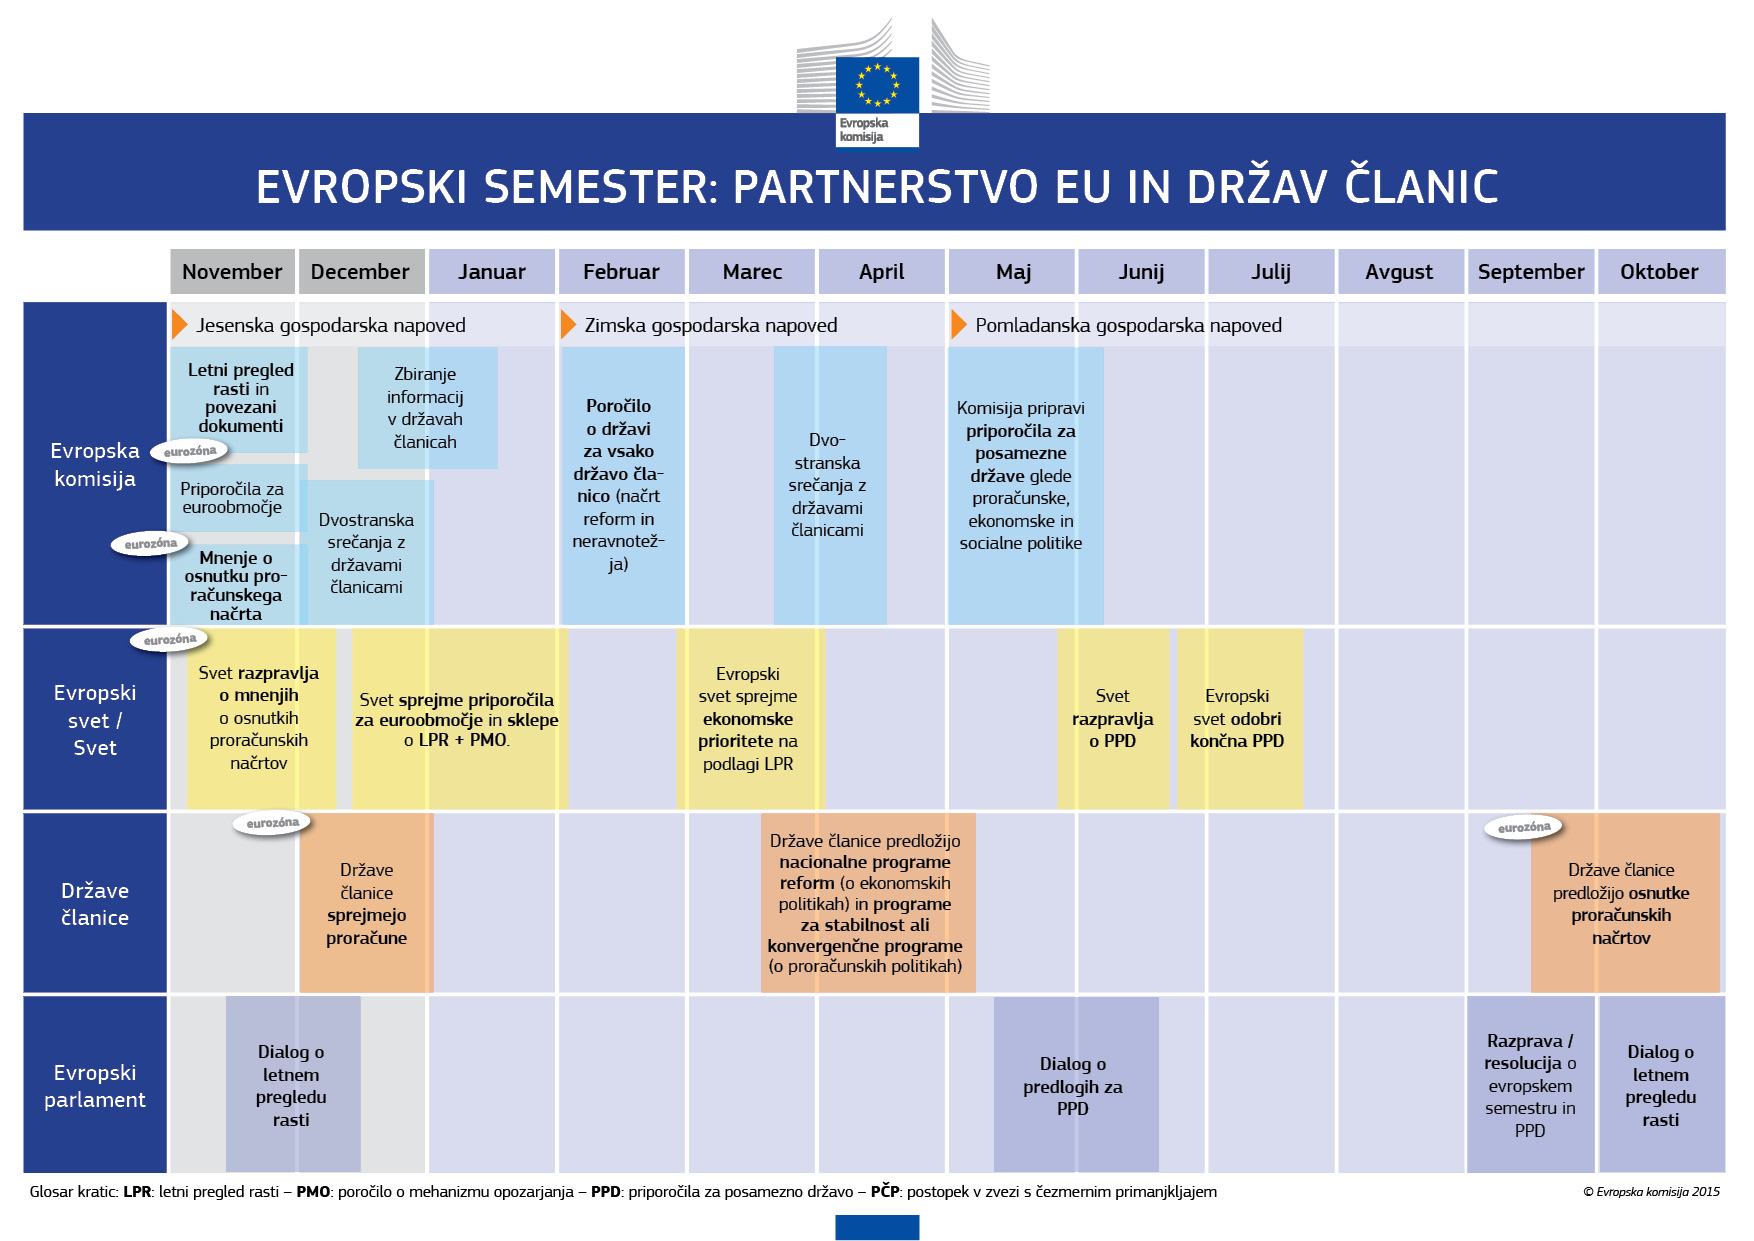 Evropska
komisija
EVROPSKI SEMESTER: PARTNERSTVO EU IN DRŽAV ČLANIC
November
December
Januar
Februar
Marec
April
Maj
Junij
Julij
Avgust
September
Oktober
Evropska
komisija
Jesenska gospodarska napoved
Zimska gospodarska napoved
Pomladanska gospodarska napoved
Letni pregled
rasti in
povezani
dokumenti
eurozóna
Priporočila za
euroobmočje
eurozóna
Mnenje o
osnutku pro-
računskega
načrta
Zbiranje
informacij
v državah
članicah
Dvostranska
srečanja z
državami
članicami
Poročilo
o državi
za vsako
državo čla-
nico (načrt
reform in
neravnotež-
ja)
Dvo-
stranska
srečanja z
državami
članicami
Komisija pripravi
priporočila za
posamezne
države glede
proračunske,
ekonomske in
socialne politike
Evropski
svet /
Svet
eurozóna
Svet razpravlja
o mnenjih
o osnutkih
proračunskih
načrtov
Svet sprejme priporočila
za euroobmočje in sklepe
o LPR + PMO.
Evropski
svet sprejme
ekonomske
prioritete na
podlagi LPR
Svet
razpravlja
o PPD
Evropski
svet odobri
končna PPD
Države
članice
eurozóna
Države
članice
sprejmejo
proračune
Države članice predložijo
nacionalne programe
reform (o ekonomskih
politikah) in programe
za stabilnost ali
konvergenčne programe
(o proračunskih politikah)
eurozóna
Države članice
predložijo osnutke
proračunskih
načrtov
Evropski
parlament
Dialog o
letnem
pregledu
rasti
Dialog o
predlogih za
PPD
Razprava /
resolucija o
evropskem
semestru in
PPD
Dialog o
letnem
pregledu
rasti
Glosar kratic: LPR: letni pregled rasti – PMO: poročilo o mehanizmu opozarjanja – PPD: priporočila za posamezno državo – PČP: postopek v zvezi s čezmernim primanjkljajem
© Evropska komisija 2015